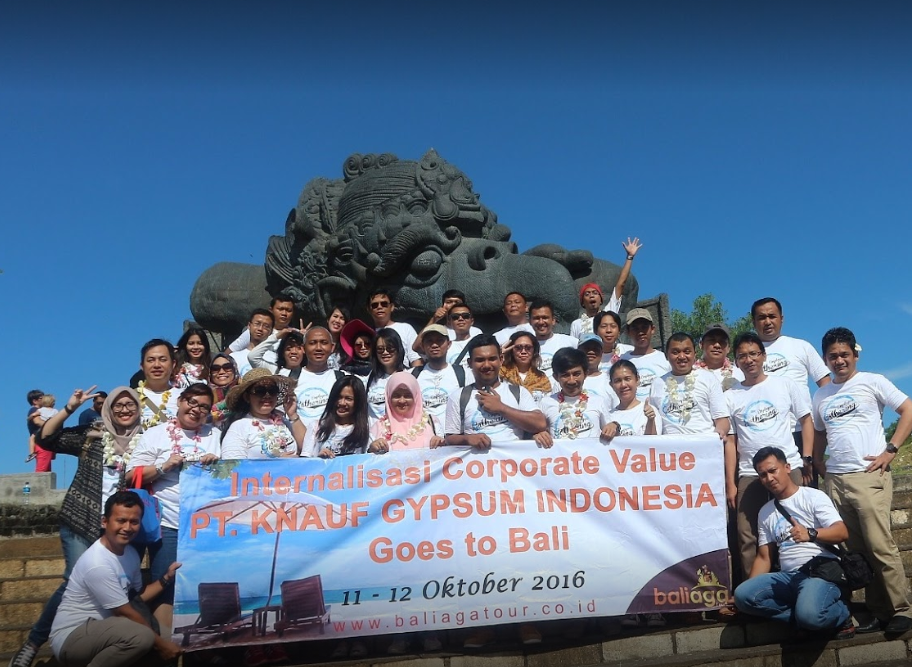 Internalisasi Corporate Value
PT. KNAUF GYPSUM INDONESIA
Goes to Bali
11 - 12 Oktober 2016
www.baliagatour.co.id
baliaga